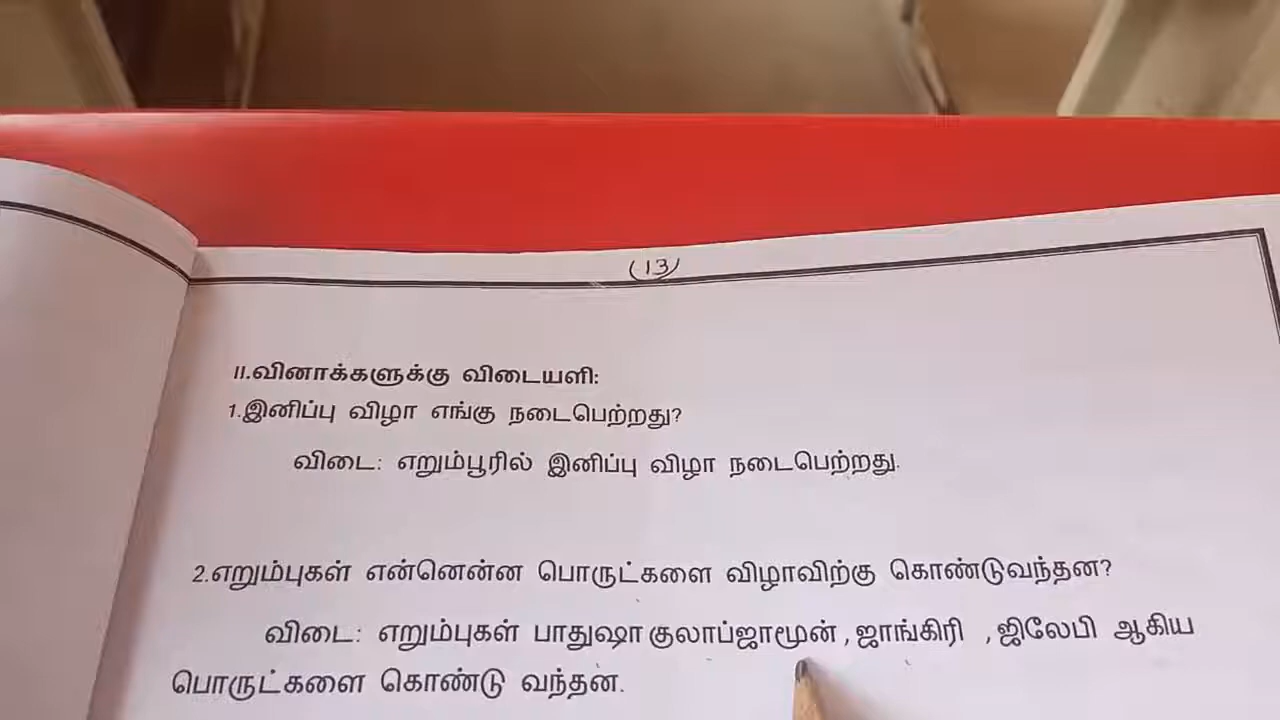 (13)
II.வினாக்களுக்கு விடையளி:
1.இனிப்பு விழா எங்கு நடைபெற்றது?
விடை: எறும்பூரில் இனிப்பு விழா நடைபெற்றது.
2.எறும்புகள் என்னென்ன பொருட்களை விழாவிற்கு கொண்டுவந்தன?
விடை: எறும்புகள் பாதுஷா குலாப்ஜாமூன் , ஜாங்கிரி , ஜிலேபி ஆகிய
பொருட்களை கொண்டு வந்தன.